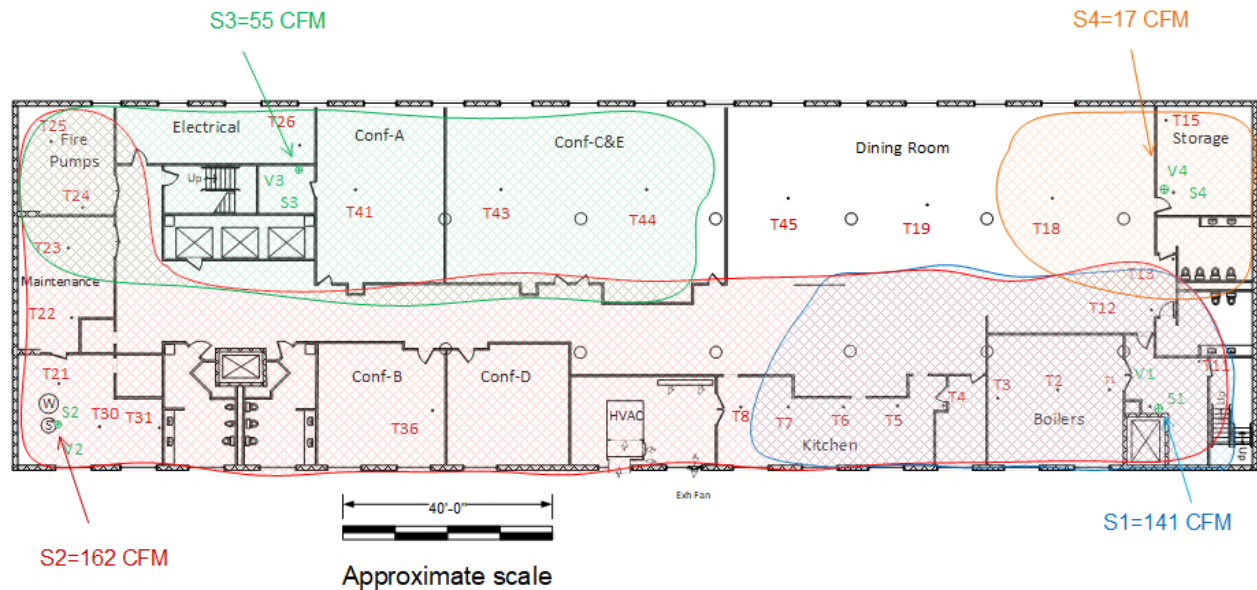 S3=55 CFM
S4=17 CFM
T25
Fire
Pumps
Electrical
T26
Conf-A
Conf-C&E
Dining Room
T15
Storage
Up
V3
S3
V4
S4
T24
T41
T43
T44
T45
T19
T18
T23
Maintenance
T13
T22
T12
T21
W
S
S2
V2
T30
T31
Conf-B
Conf-D
T36
HVAC
T8
T7
T6
T5
T4
T3
T2
T1
V1
S1
T11
Up
Up
Kitchen
Boilers
Exh Fan
40'-0"
S2=162 CFM
S1=141 CFM
Approximate scale